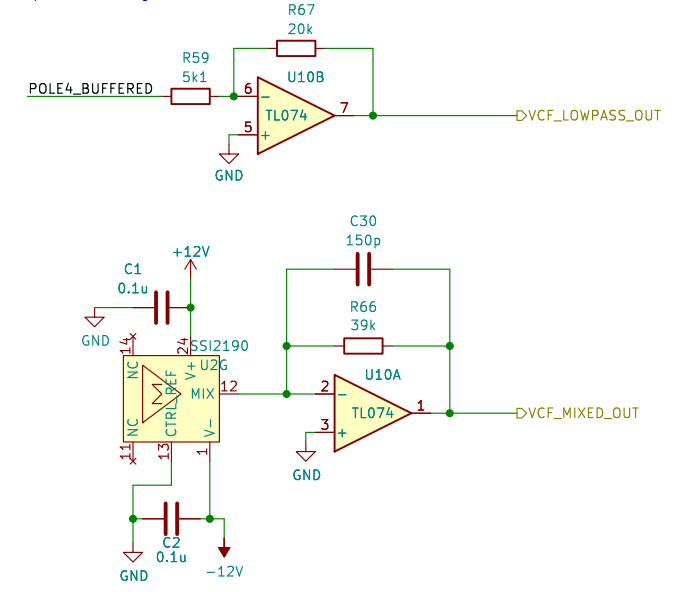 R67
20k
R59
5k1
U10B
POLE4_BUFFERED
6
−
TL074
7
VCF_LOWPASS_OUT
5
+
GND
C30
150p
+12V
C1
0.1u
R66
39k
GND
14
24
SSI2190
U2G
NC
V+
U10A
CTRL_REF
MIX
12
2
−
Σ
TL074
1
VCF_MIXED_OUT
NC
V-
3
+
11
13
1
GND
C2
0.1u
GND
-12V